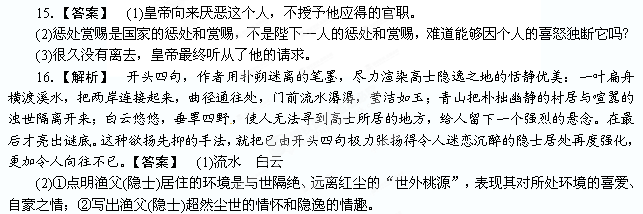 15.【答案】 (1)皇帝向来厌恶这个人，不授予他应得的官职。
(2)惩处赏赐是国家的惩处和赏赐，不是陛下一人的惩处和赏赐，难道能够因个人的喜怒独断它吗?
(3)很久没有离去，皇帝最终听从了他的请求。
16.【解析】 开头四句，作者用扑朔迷离的笔墨，尽力渲染高士隐逸之地的恬静优美：一叶扁舟
横渡溪水，把两岸连接起来，曲径通往处，门前流水潺潺，莹洁如玉；青山把朴拙幽静的村居与喧嚣的
浊世隔离开来；白云悠悠，垂罩四野，使人无法寻到高士所居的地方，给人留下一个强烈的悬念。在最
后才亮出谜底。这种欲扬先抑的手法，就把已由开头四句极力张扬得令人迷恋沉醉的隐士居处再度强化，
更加令人向往不已。【答案】 (1)流水 白云
(2)①点明渔父(隐士)居住的环境是与世隔绝、远离红尘的“世外桃源”，表现其对所处环境的喜爱、
自豪之情；②写出渔父(隐士)超然尘世的情怀和隐逸的情趣。